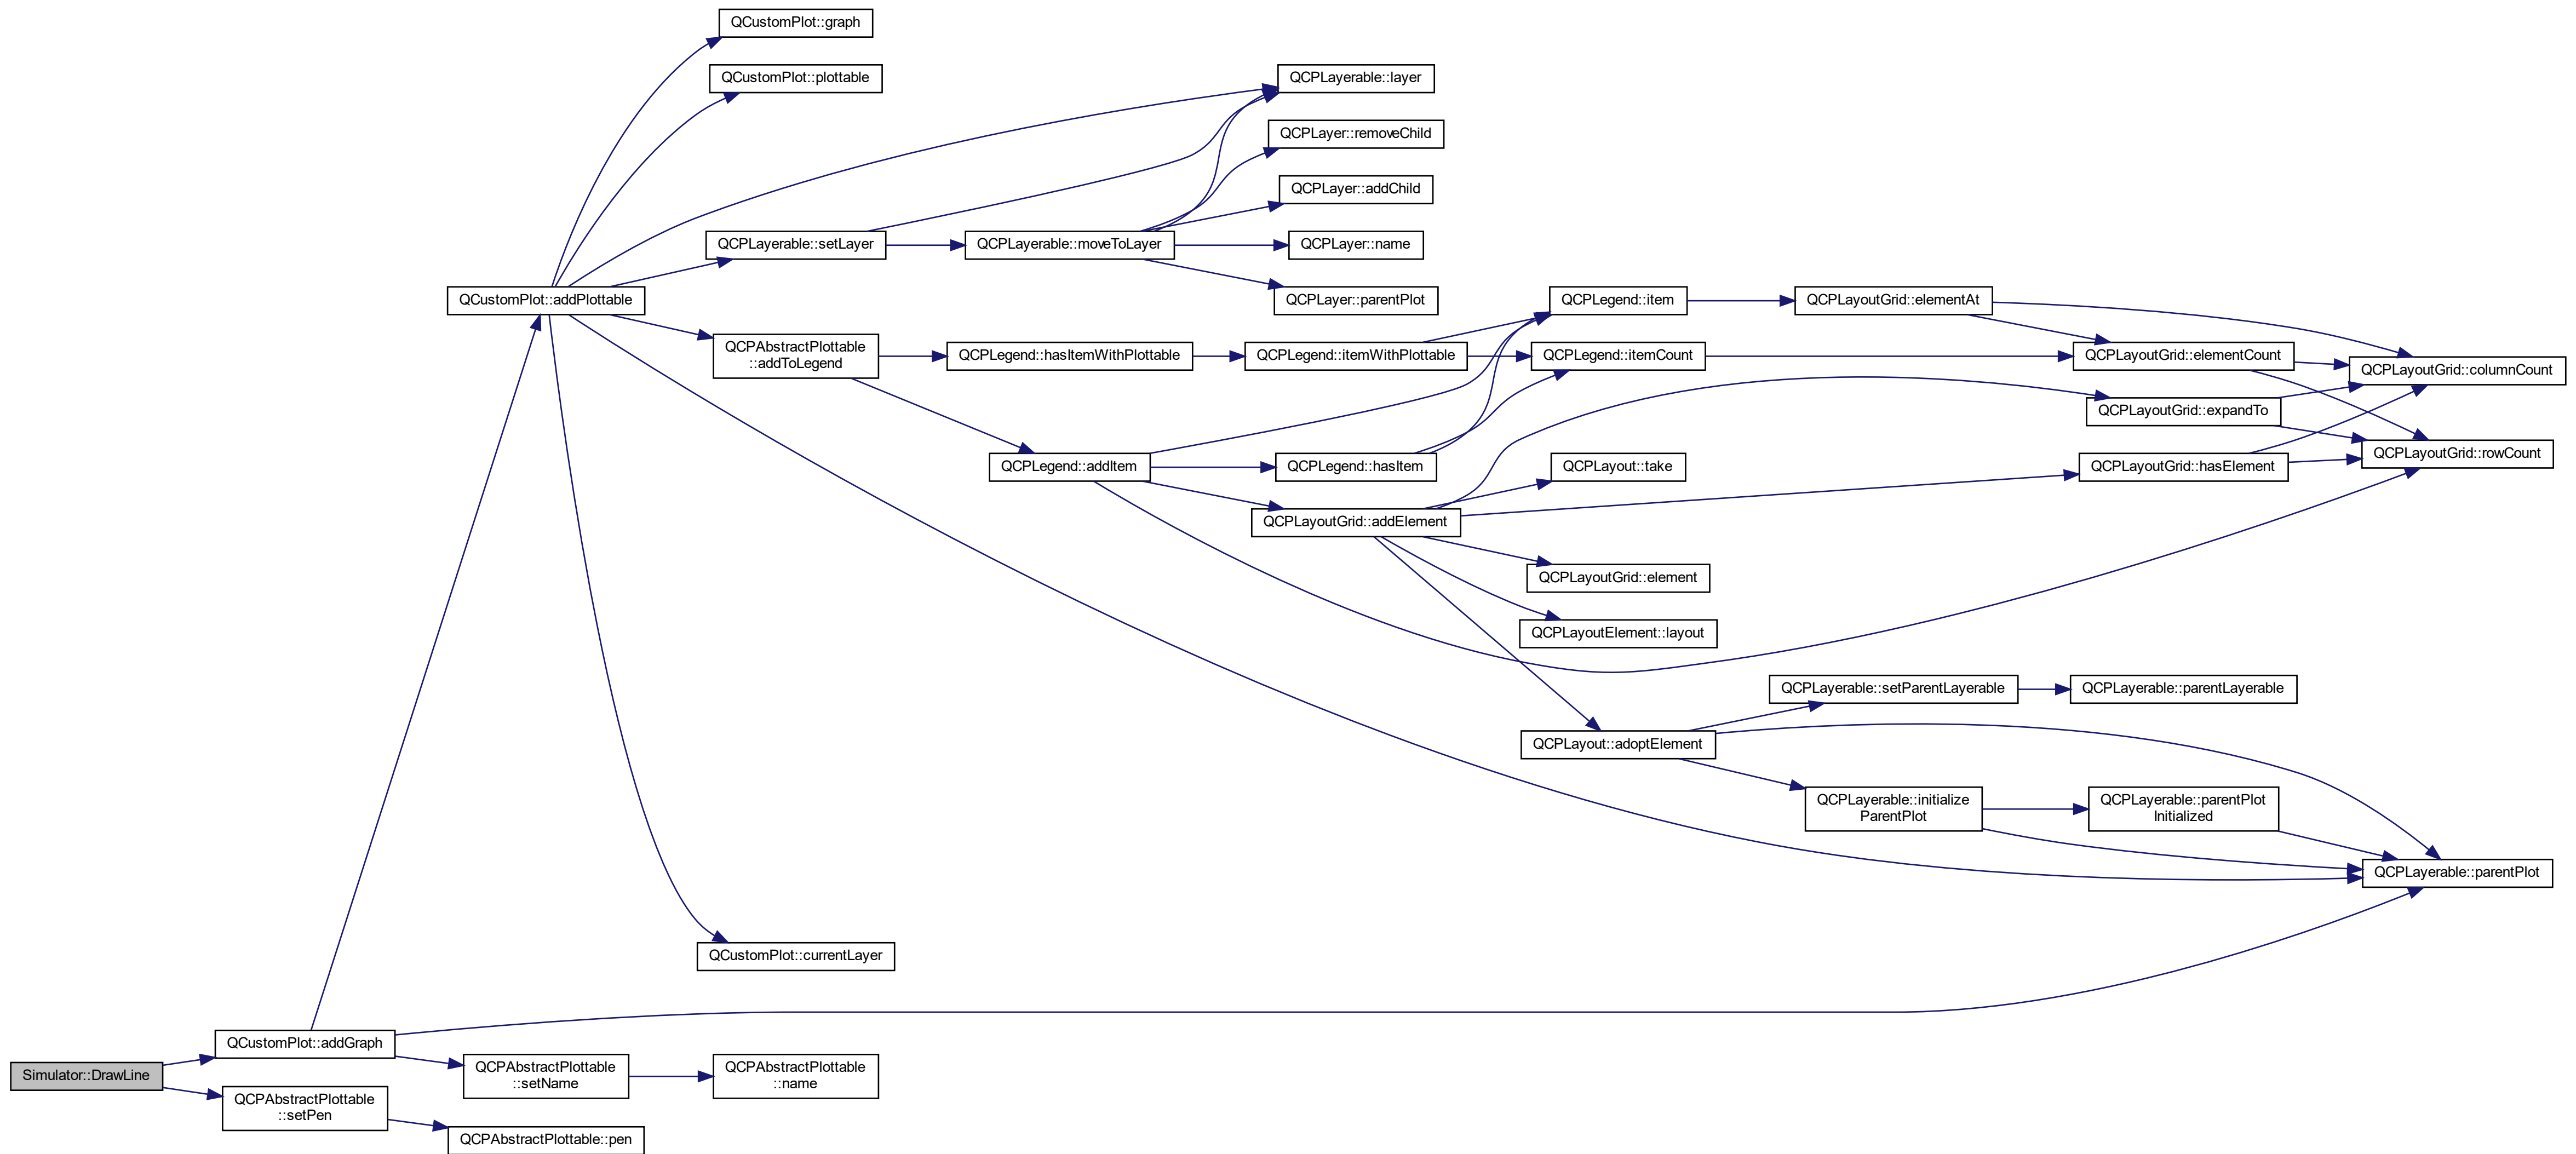 QCustomPlot::graph
QCustomPlot::plottable
QCPLayerable::layer
QCPLayer::removeChild
QCPLayer::addChild
QCPLayerable::setLayer
QCPLayerable::moveToLayer
QCPLayer::name
QCustomPlot::addPlottable
QCPLayer::parentPlot
QCPLegend::item
QCPLayoutGrid::elementAt
QCPAbstractPlottable
::addToLegend
QCPLegend::hasItemWithPlottable
QCPLegend::itemWithPlottable
QCPLegend::itemCount
QCPLayoutGrid::elementCount
QCPLayoutGrid::columnCount
QCPLayoutGrid::expandTo
QCPLegend::addItem
QCPLegend::hasItem
QCPLayout::take
QCPLayoutGrid::hasElement
QCPLayoutGrid::rowCount
QCPLayoutGrid::addElement
QCPLayoutGrid::element
QCPLayoutElement::layout
QCPLayerable::setParentLayerable
QCPLayerable::parentLayerable
QCPLayout::adoptElement
QCPLayerable::initialize
ParentPlot
QCPLayerable::parentPlot
Initialized
QCPLayerable::parentPlot
QCustomPlot::currentLayer
QCustomPlot::addGraph
Simulator::DrawLine
QCPAbstractPlottable
::setName
QCPAbstractPlottable
::name
QCPAbstractPlottable
::setPen
QCPAbstractPlottable::pen